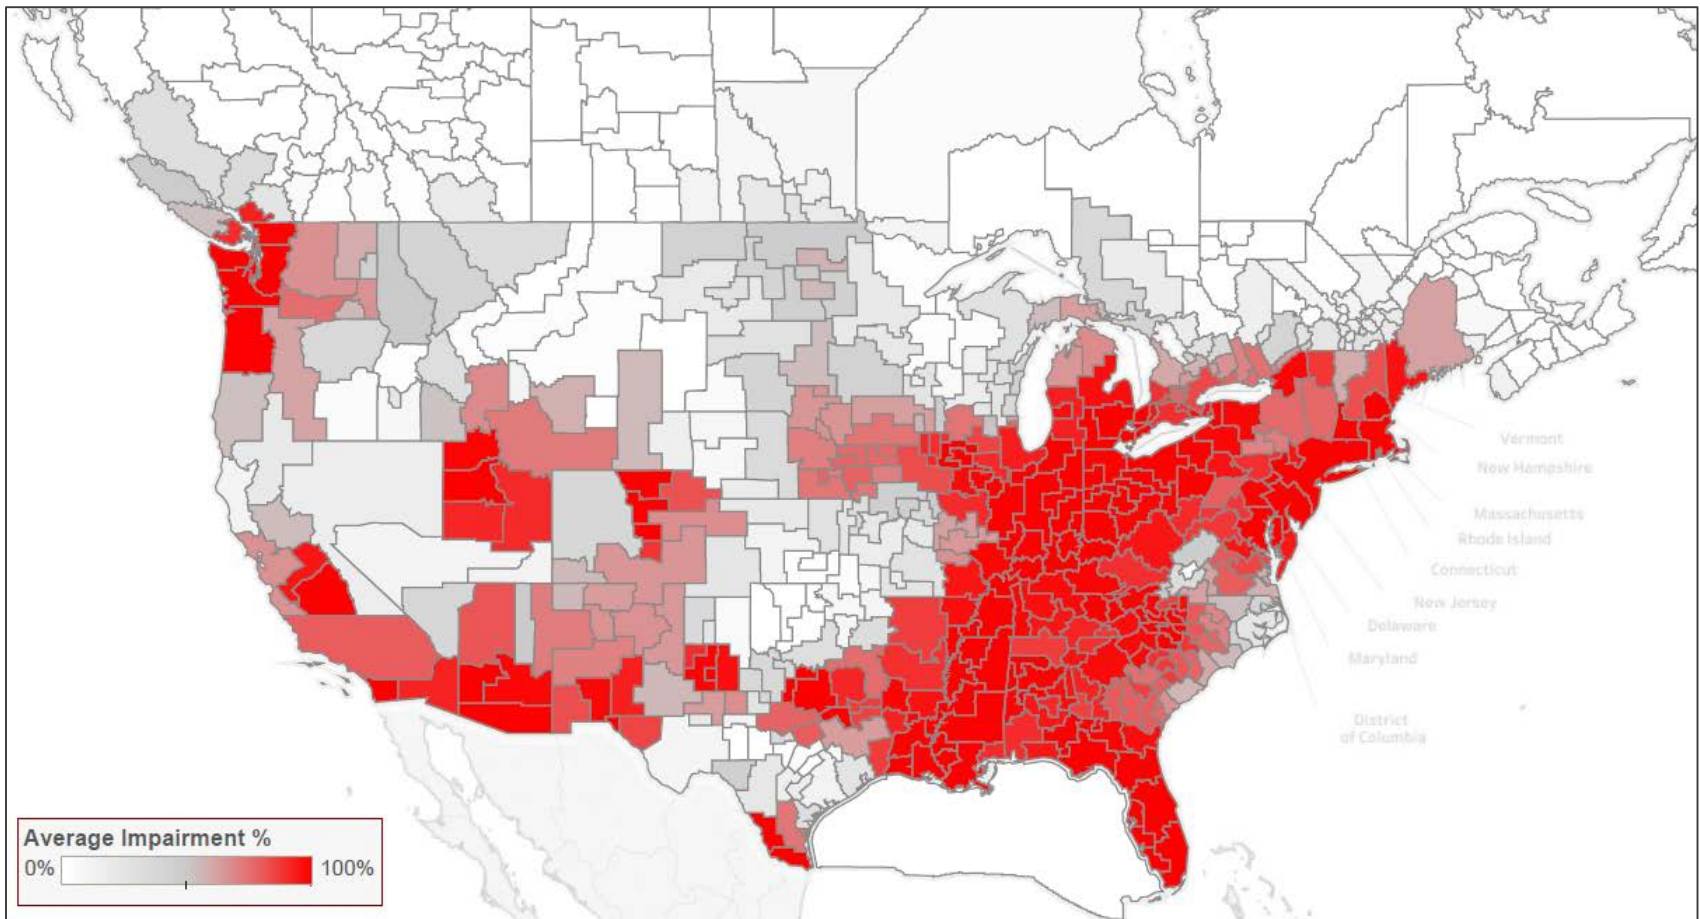 Vermont
New Hampshire
Massachusetts
Rhode Island
Connecticut
New Jersey
Delaware
Maryland
District
of Columbia
Average Impairment %
0%
100%